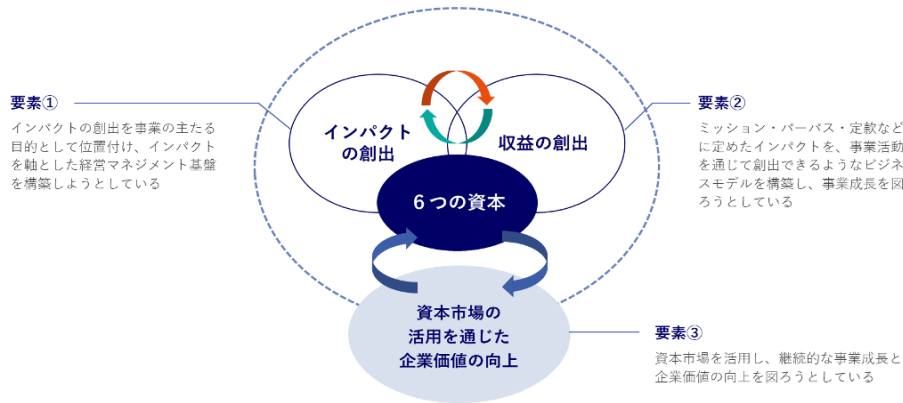 要素①
インパクトの創出を事業の主たる
目的として位置付け、インパクト
を軸とした経営マネジメント基盤
を構築しようとしている
インパクト
の創出
収益の創出
６つの資本
要素②
ミッション・パーパス・定款など
に定めたインパクトを、事業活動
を通じて創出できるようなビジネ
スモデルを構築し、事業成長を図
ろうとしている
資本市場の
活用を通じた
企業価値の向上
要素③
資本市場を活用し、継続的な事業成長と
企業価値の向上を図ろうとしている